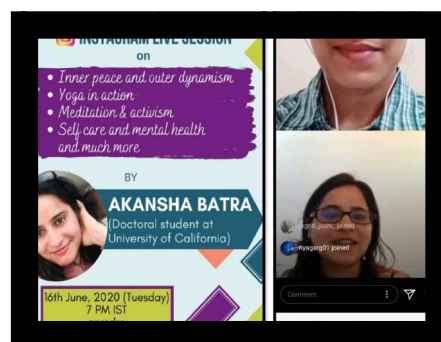 INSTAGRAM LIVE SESSION
on
• Inner peace and outer dynamism
• Yoga in action
• Meditation & activism
• Self care and mental health
and much more
BY
AKANSHA BATRA
(Doctoral student at
University of California)
16th June, 2020 (Tuesday)
7 PM IST
jagriti_joshi_ joined
riyagarg01 joined
Comment